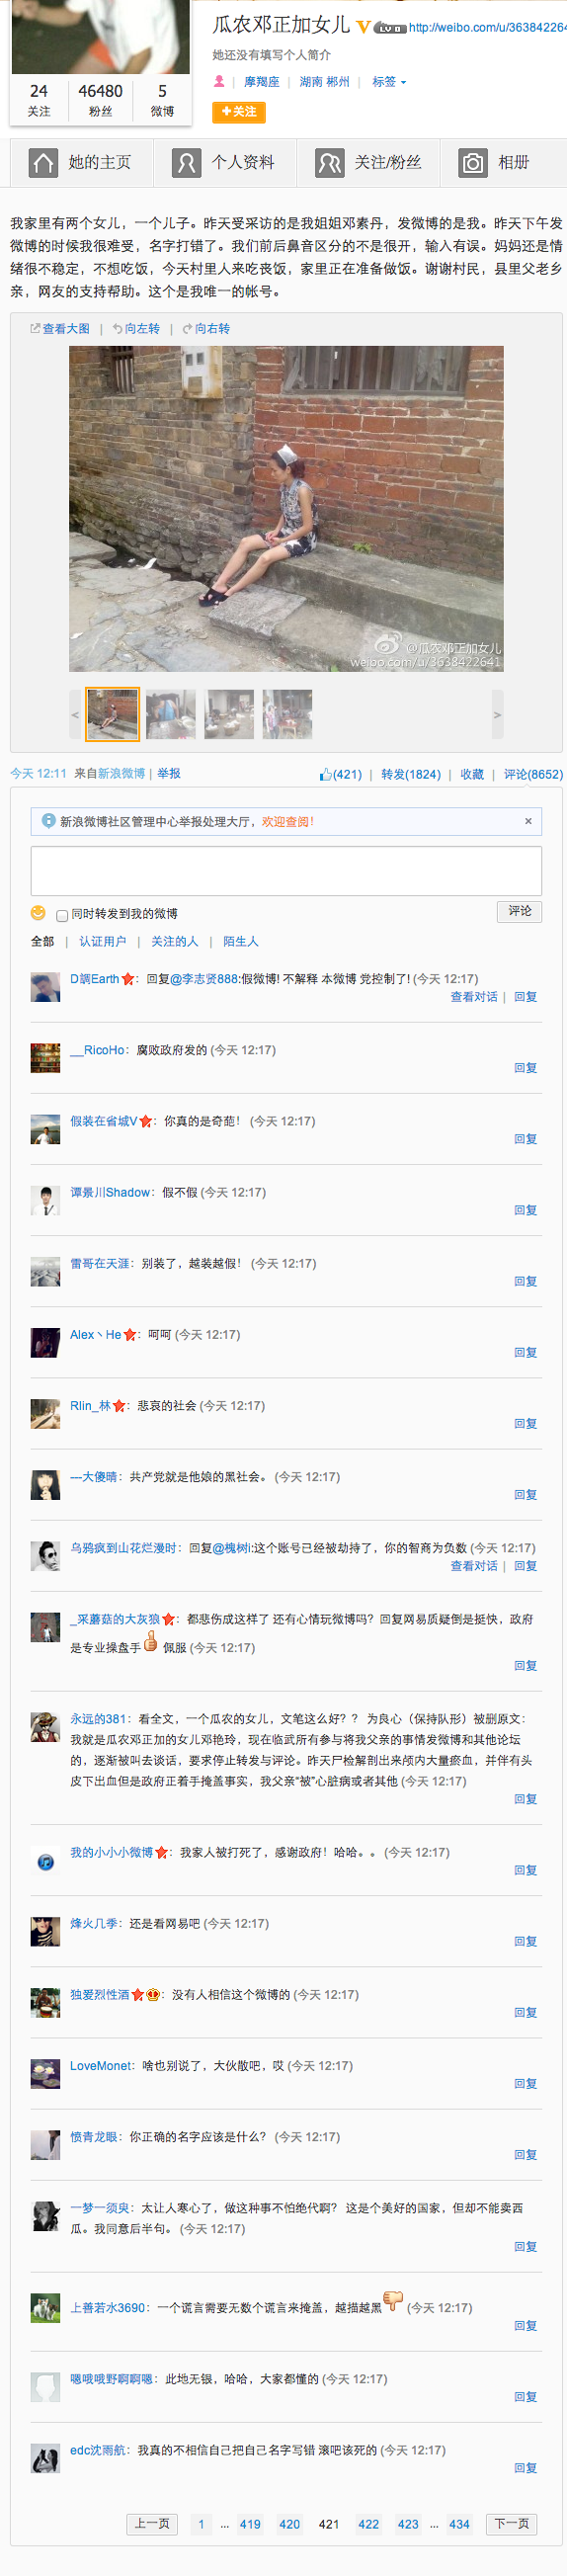 瓜农邓正加女儿 V LV 0 http://weibo.com/u/363842264
她还没有填写个人简介
摩羯座 | 湖南 郴州 | 标签
24 46480 5
关注 粉丝 微博
+关注
她的主页 个人资料 关注/粉丝 相册
我家里有两个女儿，一个儿子。昨天受采访的是我姐姐邓素丹，发微博的是我。昨天下午发
微博的时候我很难受，名字打错了。我们前后鼻音区分的不是很开，输入有误。妈妈还是情
绪很不稳定，不想吃饭，今天村里人来吃丧饭，家里正在准备做饭。谢谢村民，县里父老乡
亲，网友的支持帮助。这个是我唯一的帐号。
查看大图 | 向左转 | 向右转
@瓜农邓正加女儿
weibo.com/u/3638422641
< >
今天 12:11 来自新浪微博 | 举报 (421) | 转发(1824) | 收藏 | 评论(8652)
新浪微博社区管理中心举报处理大厅，欢迎查阅！ ×
同时转发到我的微博 评论
全部 | 认证用户 | 关注的人 | 陌生人
D調Earth：回复@李志贤888:假微博! 不解释 本微博 党控制了! (今天 12:17)
查看对话 | 回复
__RicoHo：腐败政府发的 (今天 12:17)
回复
假装在省城V：你真的是奇葩！ (今天 12:17)
回复
谭景川Shadow：假不假 (今天 12:17)
回复
雷哥在天涯：别装了，越装越假！ (今天 12:17)
回复
Alex丶He：呵呵 (今天 12:17)
回复
Rlin_林：悲哀的社会 (今天 12:17)
回复
---大傻晴：共产党就是他娘的黑社会。 (今天 12:17)
回复
乌鸦疯到山花烂漫时：回复@槐树i:这个账号已经被劫持了，你的智商为负数 (今天 12:17)
查看对话 | 回复
_采蘑菇的大灰狼：都悲伤成这样了 还有心情玩微博吗？回复网易质疑倒是挺快，政府
是专业操盘手 佩服 (今天 12:17)
回复
永远的381：看全文，一个瓜农的女儿，文笔这么好？？ 为良心（保持队形）被删原文：
我就是瓜农邓正加的女儿邓艳玲，现在临武所有参与将我父亲的事情发微博和其他论坛
的，逐渐被叫去谈话，要求停止转发与评论。昨天尸检解剖出来颅内大量瘀血，并伴有头
皮下出血但是政府正着手掩盖事实，我父亲“被”心脏病或者其他 (今天 12:17)
回复
我的小小小微博：我家人被打死了，感谢政府！哈哈。。 (今天 12:17)
回复
烽火几季：还是看网易吧 (今天 12:17)
回复
独爱烈性酒：没有人相信这个微博的 (今天 12:17)
回复
LoveMonet：啥也别说了，大伙散吧，哎 (今天 12:17)
回复
愤青龙眼：你正确的名字应该是什么？ (今天 12:17)
回复
一梦一须臾：太让人寒心了，做这种事不怕绝代啊？ 这是个美好的国家，但却不能卖西
瓜。我同意后半句。 (今天 12:17)
回复
上善若水3690：一个谎言需要无数个谎言来掩盖，越描越黑 (今天 12:17)
回复
嗯哦哦野啊啊嗯：此地无银，哈哈，大家都懂的 (今天 12:17)
回复
edc沈雨航：我真的不相信自己把自己名字写错 滚吧该死的 (今天 12:17)
回复
上一页 1 ... 419 420 421 422 423 ... 434 下一页